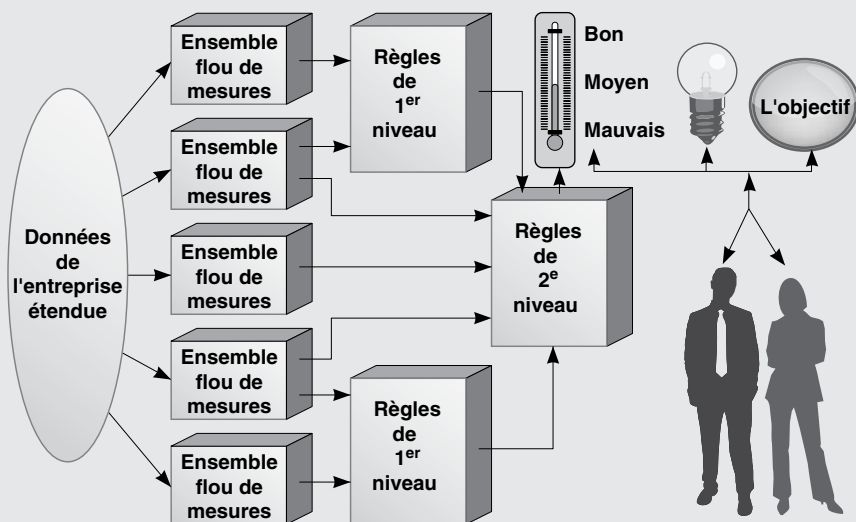 Données
de
l'entreprise
étendue
Ensemble
flou de
mesures
Ensemble
flou de
mesures
Ensemble
flou de
mesures
Ensemble
flou de
mesures
Ensemble
flou de
mesures
Règles
de
1er
niveau
Règles
de
1er
niveau
Règles
de
2e
niveau
Bon
Moyen
Mauvais
L'objectif